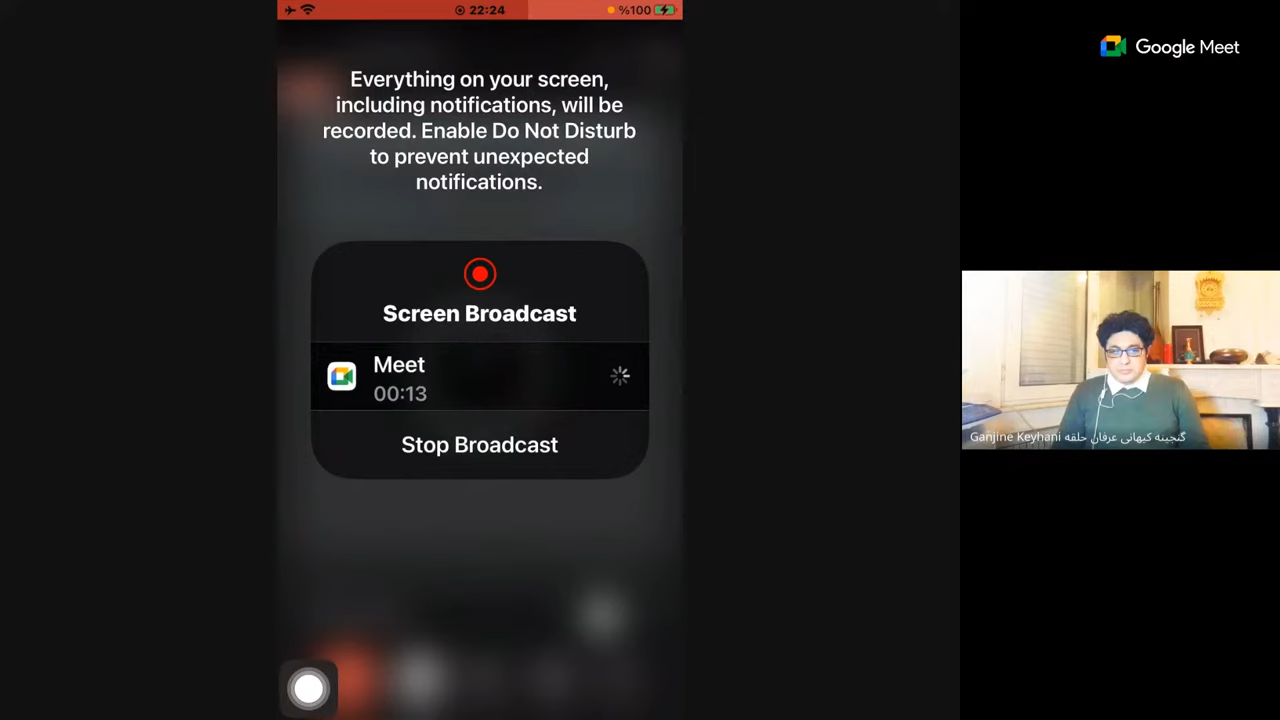 22:24
%100
Google Meet
Everything on your screen,
including notifications, will be
recorded. Enable Do Not Disturb
to prevent unexpected
notifications.
Screen Broadcast
Meet
00:13
Stop Broadcast
Ganjine Keyhani گنجینه کیهانی عرفان حلقه